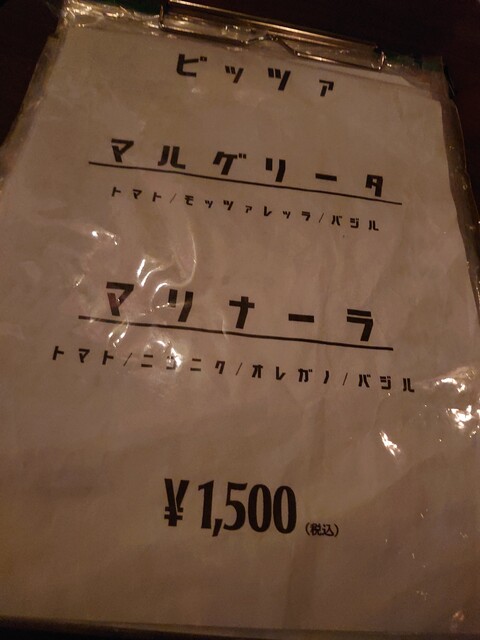 ピッツァ
マルゲリータ
トマト/モッツァレッラ/バジル
マリナーラ
トマト/ニンニク/オレガノ/バジル
¥1,500(税込)